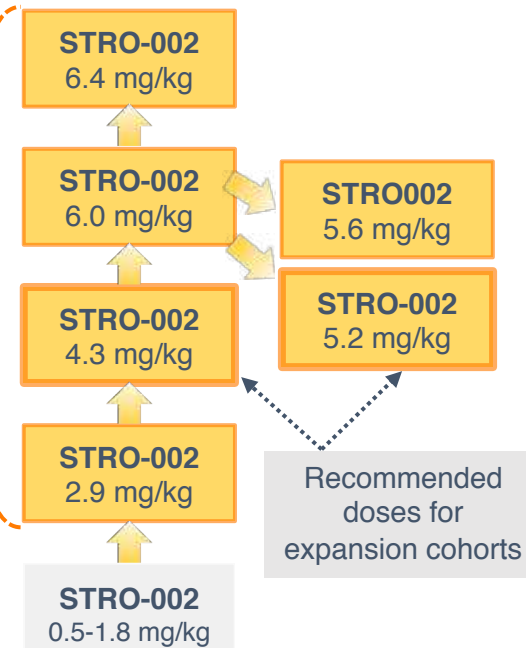 STRO-002
6.4 mg/kg
STRO-002
6.0 mg/kg
STRO002
5.6 mg/kg
STRO-002
4.3 mg/kg
STRO-002
5.2 mg/kg
STRO-002
2.9 mg/kg
Recommended
doses for
expansion cohorts
STRO-002
0.5-1.8 mg/kg